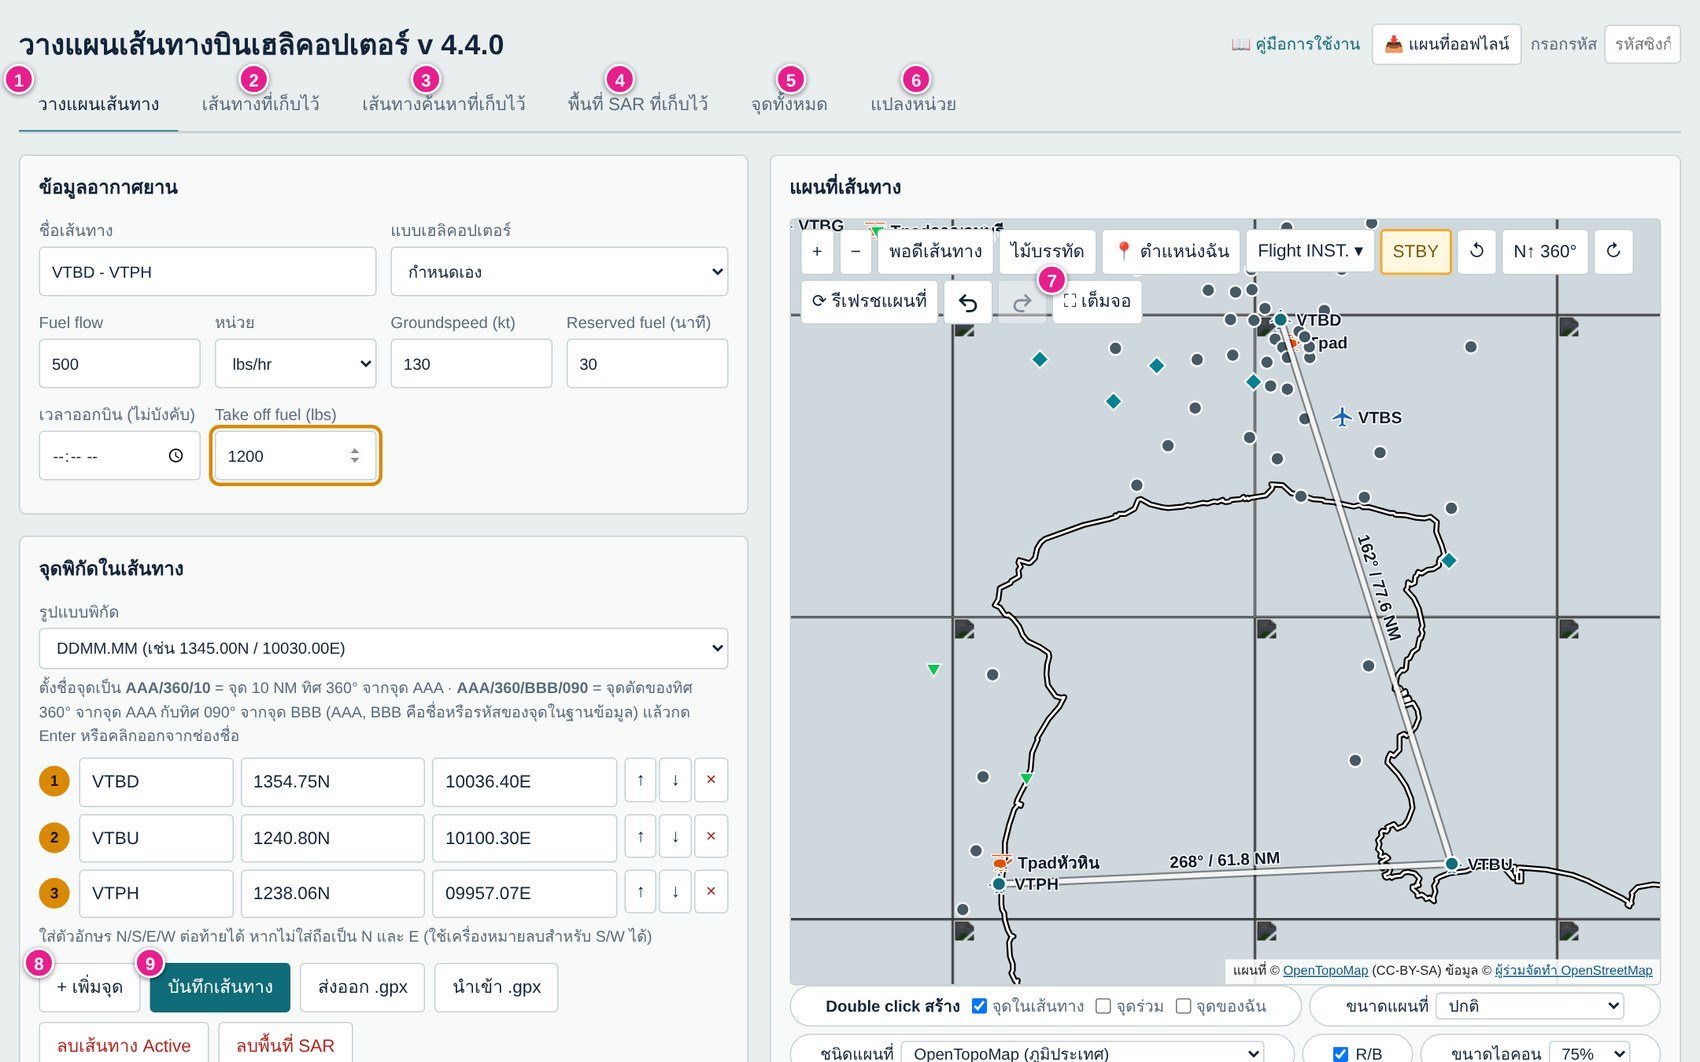 วางแผนเส้นทางบินเฮลิคอปเตอร์ v 4.4.0
📖 คู่มือการใช้งาน
📥 แผนที่ออฟไลน์
กรอกรหัส
รหัสซิงก์
1
2
3
4
5
6
วางแผนเส้นทาง
เส้นทางที่เก็บไว้
เส้นทางค้นหาที่เก็บไว้
พื้นที่ SAR ที่เก็บไว้
จุดทั้งหมด
แปลงหน่วย
ข้อมูลอากาศยาน
ชื่อเส้นทาง
แบบเฮลิคอปเตอร์
VTBD - VTPH
กำหนดเอง
Fuel flow
หน่วย
Groundspeed (kt)
Reserved fuel (นาที)
500
lbs/hr
130
30
เวลาออกบิน (ไม่บังคับ)
Take off fuel (lbs)
--:-- --
1200
จุดพิกัดในเส้นทาง
รูปแบบพิกัด
DDMM.MM (เช่น 1345.00N / 10030.00E)
ตั้งชื่อจุดเป็น AAA/360/10 = จุด 10 NM ทิศ 360° จากจุด AAA · AAA/360/BBB/090 = จุดตัดของทิศ
360° จากจุด AAA กับทิศ 090° จากจุด BBB (AAA, BBB คือชื่อหรือรหัสของจุดในฐานข้อมูล) แล้วกด
Enter หรือคลิกออกจากช่องชื่อ
1 VTBD 1354.75N 10036.40E ↑ ↓ ×
2 VTBU 1240.80N 10100.30E ↑ ↓ ×
3 VTPH 1238.06N 09957.07E ↑ ↓ ×
ใส่ตัวอักษร N/S/E/W ต่อท้ายได้ หากไม่ใส่ถือเป็น N และ E (ใช้เครื่องหมายลบสำหรับ S/W ได้)
8
9
+ เพิ่มจุด
บันทึกเส้นทาง
ส่งออก .gpx
นำเข้า .gpx
ลบเส้นทาง Active
ลบพื้นที่ SAR
แผนที่เส้นทาง
VTBG
+
−
พอดีเส้นทาง
ไม้บรรทัด
📍 ตำแหน่งฉัน
Flight INST. ▾
STBY
N↑ 360°
7
⟳ รีเฟรชแผนที่
⛶ เต็มจอ
VTBD
Tpad
VTBS
162° / 77.6 NM
Tpadหัวหิน
VTPH
268° / 61.8 NM
VTBU
แผนที่ © OpenTopoMap (CC-BY-SA) ข้อมูล © ผู้ร่วมจัดทำ OpenStreetMap
Double click สร้าง
จุดในเส้นทาง
จุดร่วม
จุดของฉัน
ขนาดแผนที่
ปกติ
ชนิดแผนที่
OpenTopoMap (ภูมิประเทศ)
R/B
ขนาดไอคอน
75%